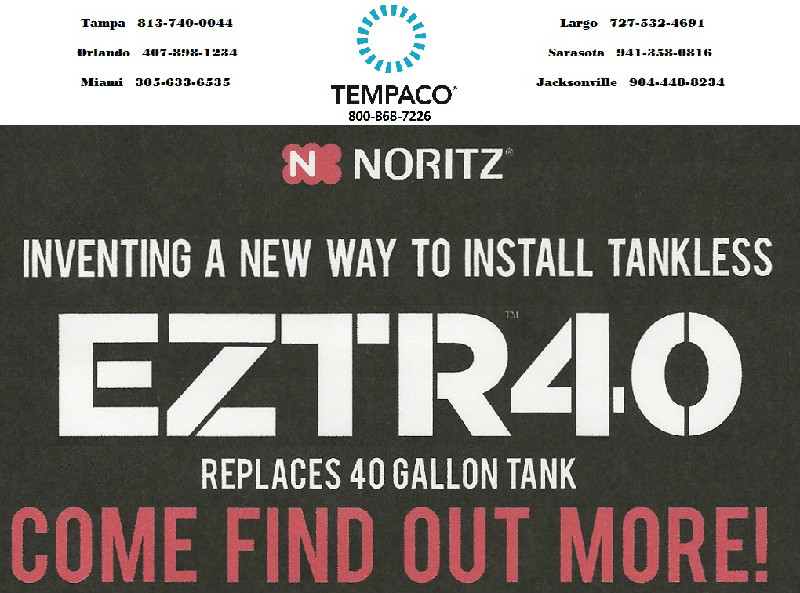 Tampa 813-740-0044
Orlando 407-898-1234
Miami 305-633-6535
TEMPACO®
800-868-7226
Largo 727-532-4691
Sarasota 941-358-0816
Jacksonville 904-440-8234
N NORITZ®
INVENTING A NEW WAY TO INSTALL TANKLESS
EZTR40™
REPLACES 40 GALLON TANK
COME FIND OUT MORE!